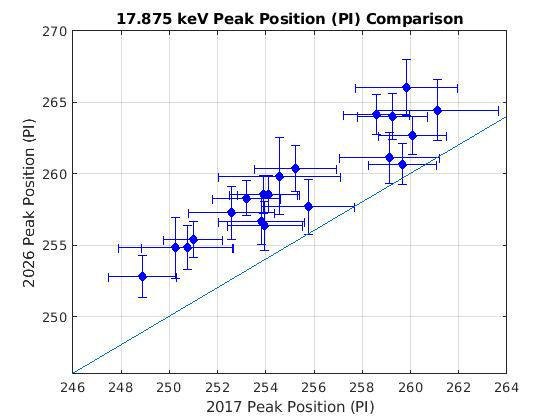 17.875 keV Peak Position (PI) Comparison
270
265
260
255
250
2026 Peak Position (PI)
246 248 250 252 254 256 258 260 262 264
2017 Peak Position (PI)